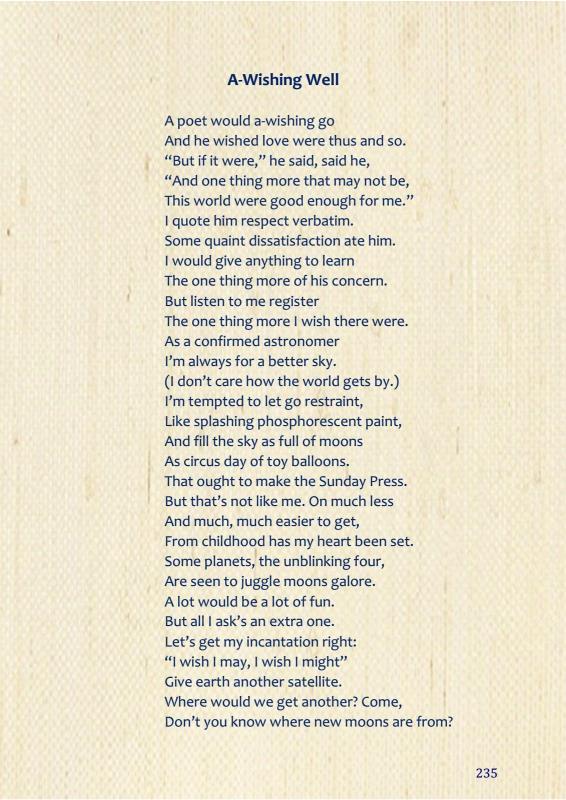 A-Wishing Well
A poet would a-wishing go
And he wished love were thus and so.
“But if it were,” he said, said he,
“And one thing more that may not be,
This world were good enough for me.”
I quote him respect verbatim.
Some quaint dissatisfaction ate him.
I would give anything to learn
The one thing more of his concern.
But listen to me register
The one thing more I wish there were.
As a confirmed astronomer
I’m always for a better sky.
(I don’t care how the world gets by.)
I’m tempted to let go restraint,
Like splashing phosphorescent paint,
And fill the sky as full of moons
As circus day of toy balloons.
That ought to make the Sunday Press.
But that’s not like me. On much less
And much, much easier to get,
From childhood has my heart been set.
Some planets, the unblinking four,
Are seen to juggle moons galore.
A lot would be a lot of fun.
But all I ask’s an extra one.
Let’s get my incantation right:
“I wish I may, I wish I might”
Give earth another satellite.
Where would we get another? Come,
Don’t you know where new moons are from?
235